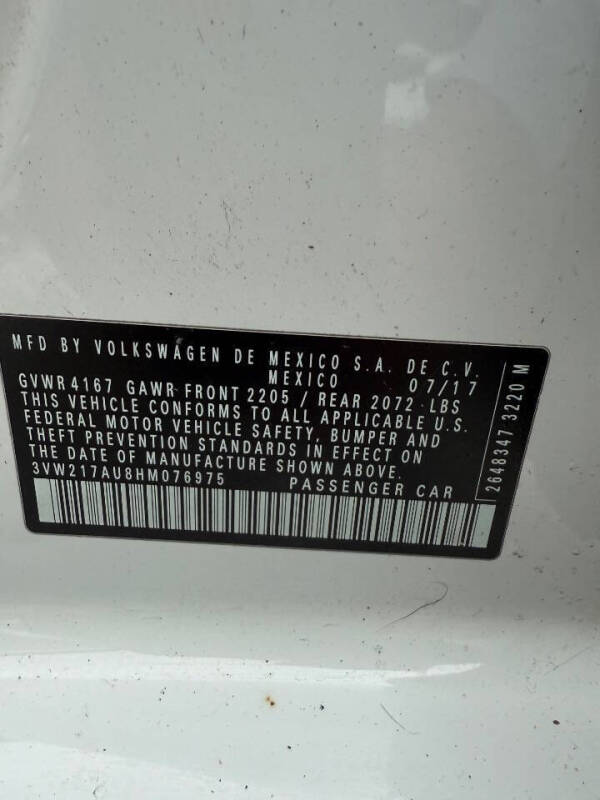 MFD BY VOLKSWAGEN DE MEXICO S.A. DE C.V.
MEXICO 07/17
GVWR 4167 GAWR FRONT 2205 / REAR 2072 LBS
THIS VEHICLE CONFORMS TO ALL APPLICABLE U.S.
FEDERAL MOTOR VEHICLE SAFETY, BUMPER AND
THEFT PREVENTION STANDARDS IN EFFECT ON
THE DATE OF MANUFACTURE SHOWN ABOVE.
3VW217AU8HM076975 PASSENGER CAR
2648347 3220 M